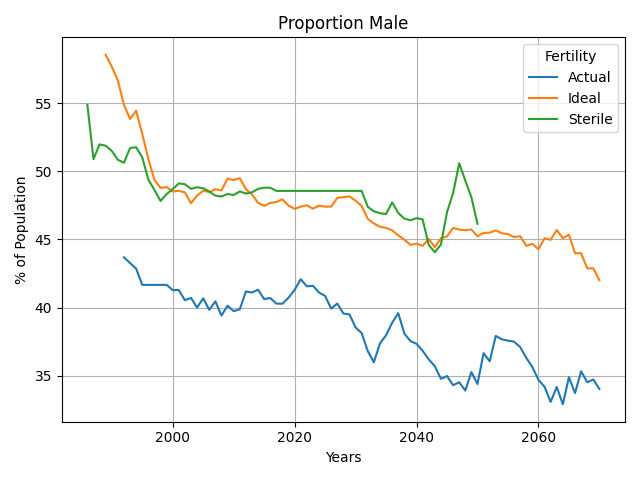 Proportion Male
Fertility
Actual
Ideal
Sterile
% of Population
55
50
45
40
35
2000
2020
2040
2060
Years